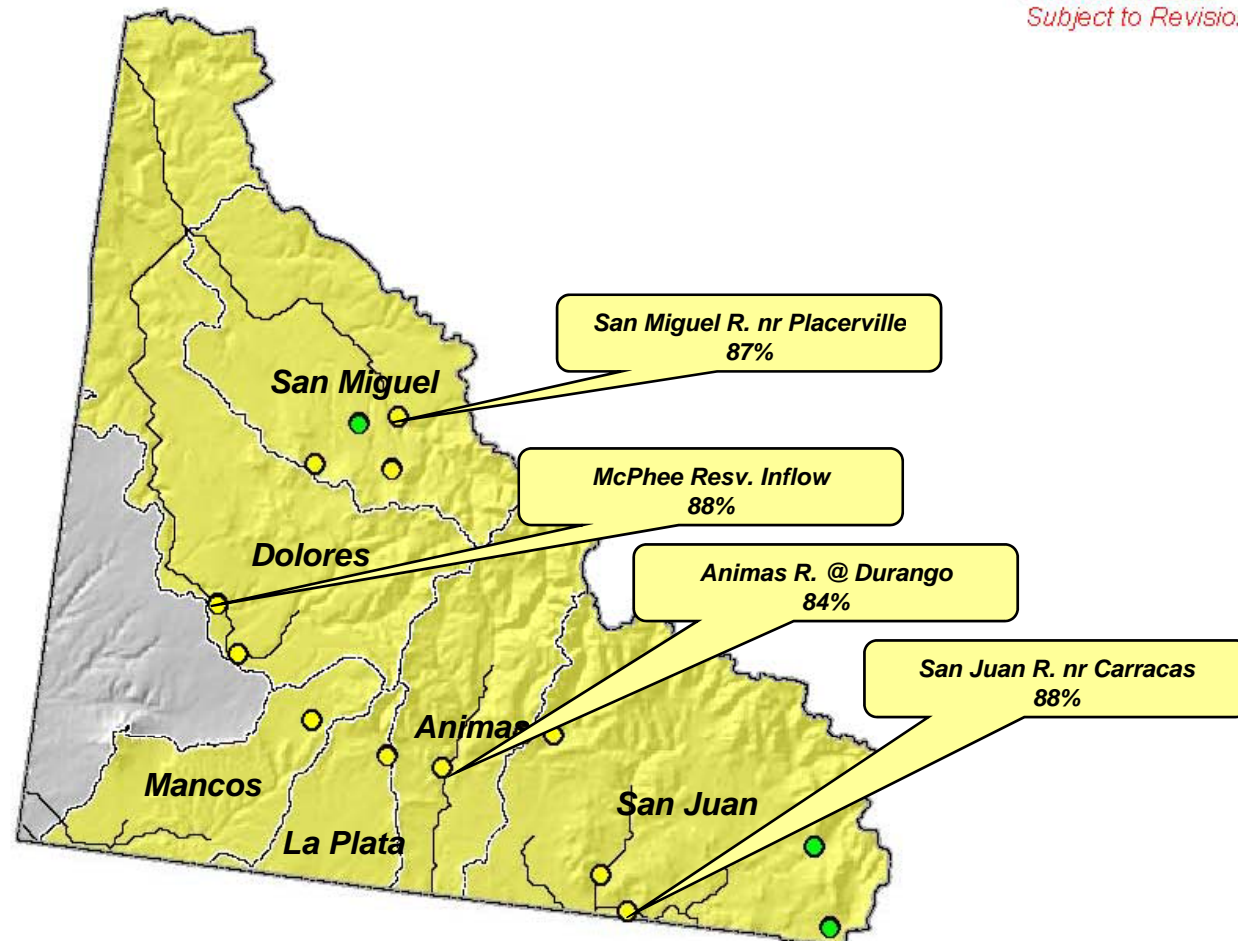 Subject to Revisio
San Miguel R. nr Placerville
87%
San Miguel
McPhee Resv. Inflow
88%
Dolores
Animas R. @ Durango
84%
San Juan R. nr Carracas
88%
Animas
Mancos
San Juan
La Plata